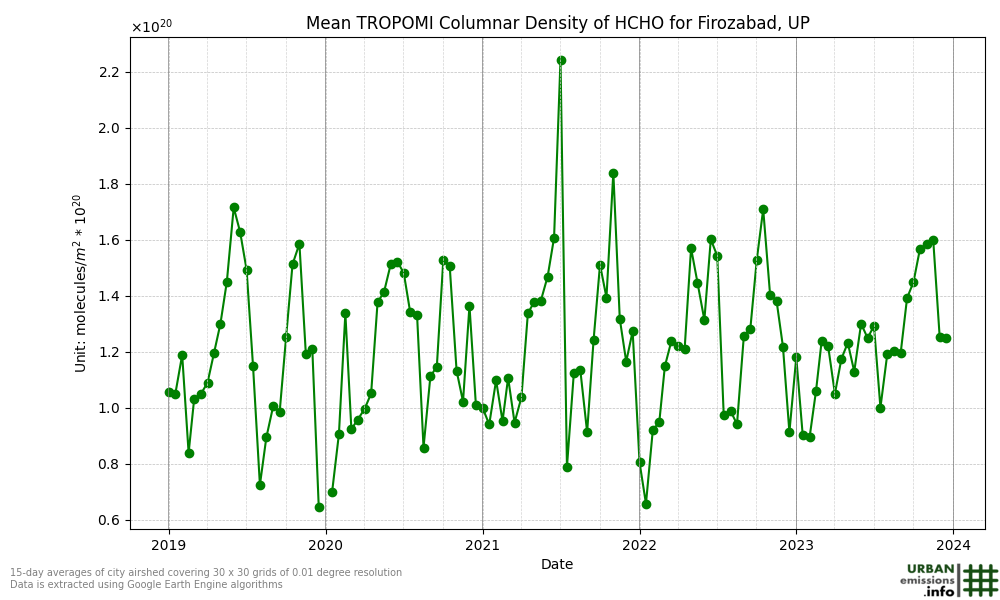 Mean TROPOMI Columnar Density of HCHO for Firozabad, UP
×10²⁰
2.2
2.0
1.8
1.6
1.4
1.2
1.0
0.8
0.6
Unit: molecules/m² * 10²⁰
2019 2020 2021 2022 2023 2024
Date
15-day averages of city airshed covering 30 x 30 grids of 0.01 degree resolution
Data is extracted using Google Earth Engine algorithms
URBAN
emissions
.info